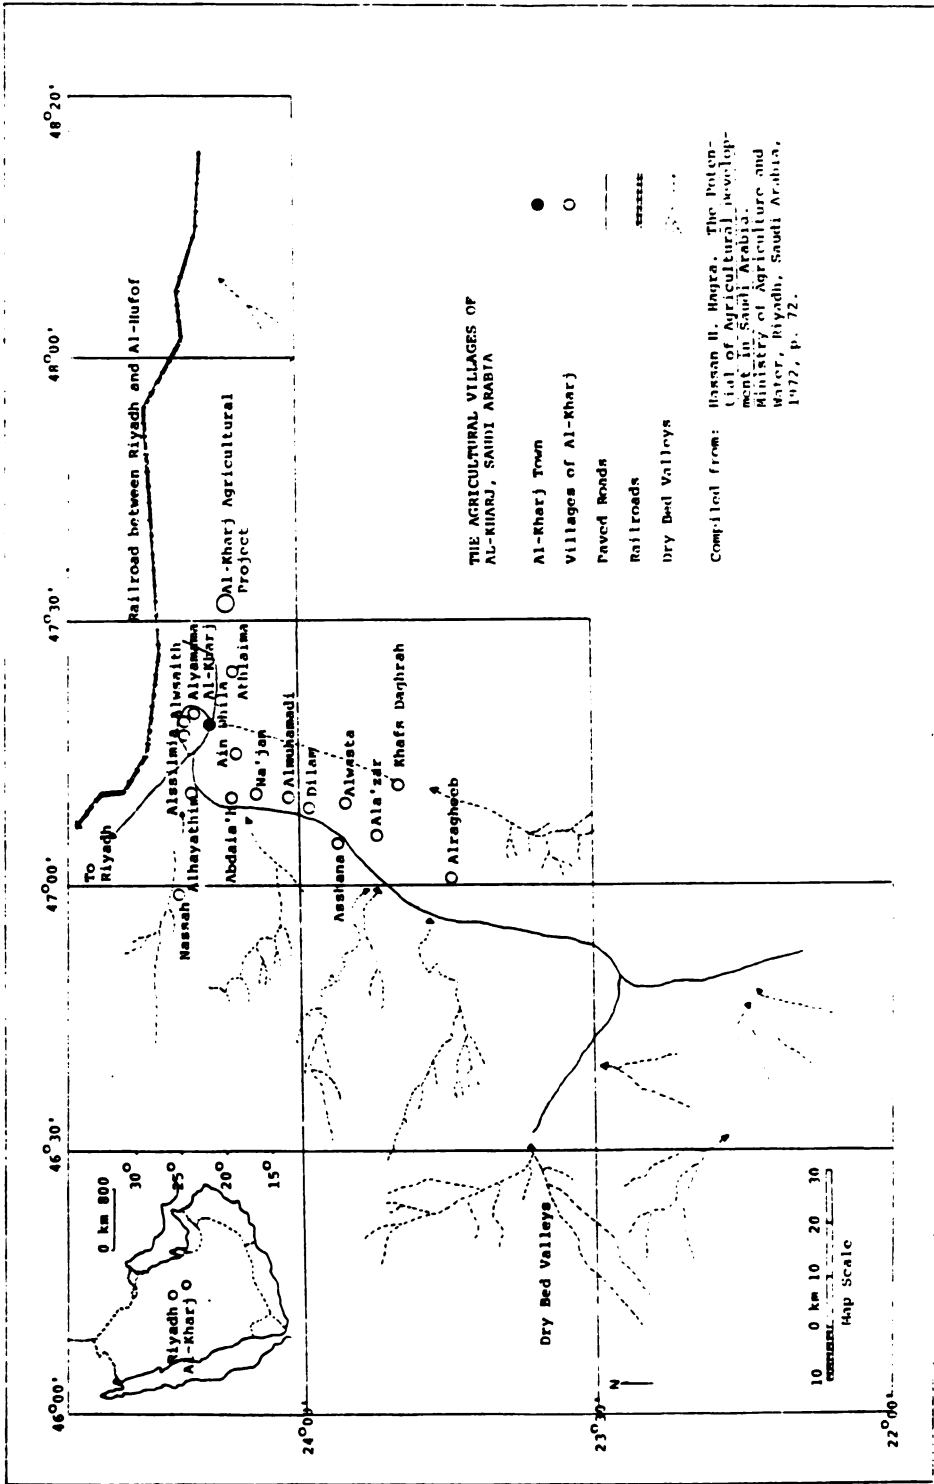 46°00'
46°30'
47°00'
47°30'
48°00'
48°20'
0 km 800
30°
25°
20°
15°
Riyadh
Al-Kharj
To
Riyadh
Railroad between Riyadh and Al-Hufof
Nassah
Alhayathim
Alssilmia
Alwsaith
Alyamama
Al-Kharj
Ain Dhila
Athlaima
Al-Kharj Agricultural
Project
Abdaia'h
Na'jan
Almuhamadi
Dilam
Asshana
Alwasta
Ala'zar
Khafs Daghrah
Alragheeb
24°00'
23°30'
22°00'
Dry Bed Valleys
N
10 0 km 10 20 30
Map Scale
THE AGRICULTURAL VILLAGES OF
AL-KHARJ, SAUDI ARABIA
Al-Kharj Town
Villages of Al-Kharj
Paved Roads
Railroads
Dry Bed Valleys
Compiled from: Hassan H. Hagra. The Poten-
tial of Agricultural Develop-
ment in Saudi Arabia.
Ministry of Agriculture and
Water, Riyadh, Saudi Arabia,
1972, p. 72.